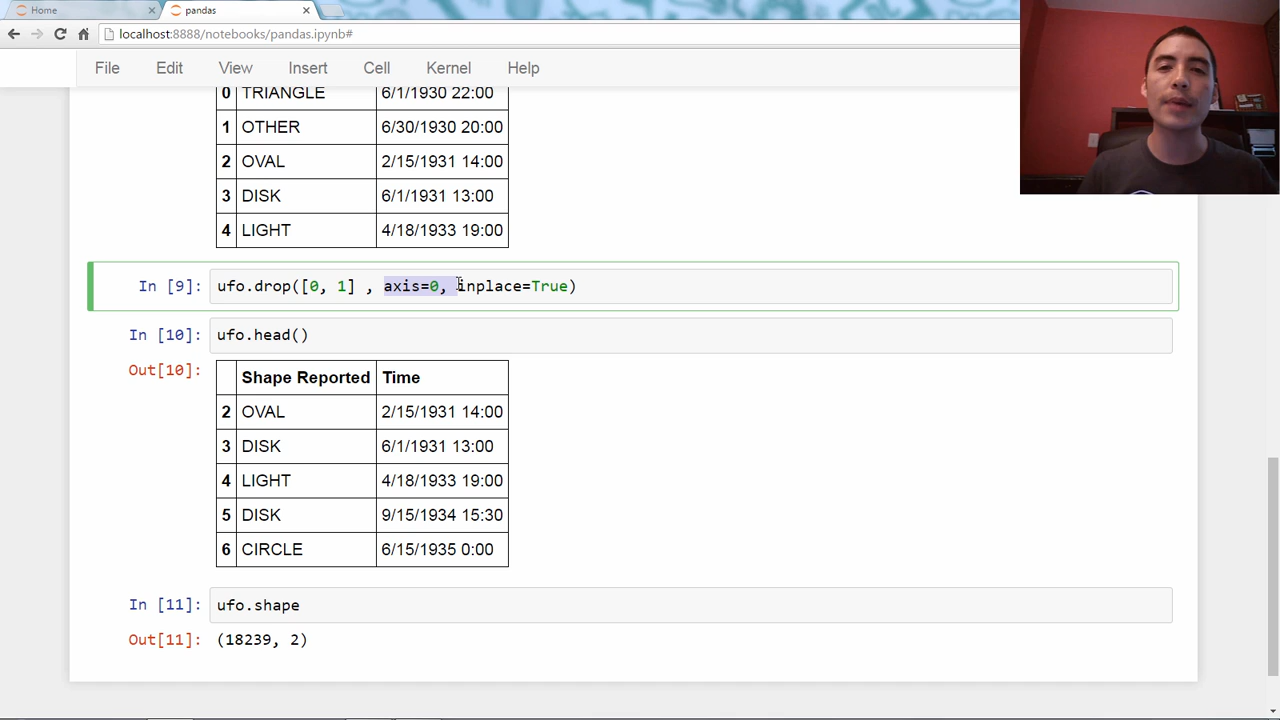 Home
pandas
localhost:8888/notebooks/pandas.ipynb#
File Edit View Insert Cell Kernel Help
0 TRIANGLE 6/1/1930 22:00
1 OTHER 6/30/1930 20:00
2 OVAL 2/15/1931 14:00
3 DISK 6/1/1931 13:00
4 LIGHT 4/18/1933 19:00
In [9]: ufo.drop([0, 1] , axis=0, inplace=True)
In [10]: ufo.head()
Out[10]:
Shape Reported Time
2 OVAL 2/15/1931 14:00
3 DISK 6/1/1931 13:00
4 LIGHT 4/18/1933 19:00
5 DISK 9/15/1934 15:30
6 CIRCLE 6/15/1935 0:00
In [11]: ufo.shape
Out[11]: (18239, 2)